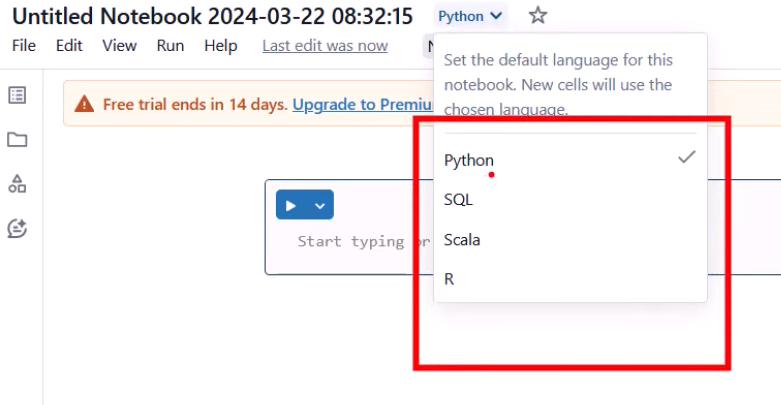 Untitled Notebook 2024-03-22 08:32:15 Python
File Edit View Run Help Last edit was now N
Set the default language for this
notebook. New cells will use the
chosen language.
Free trial ends in 14 days. Upgrade to Premiu
Python
SQL
Scala
R
Start typing or